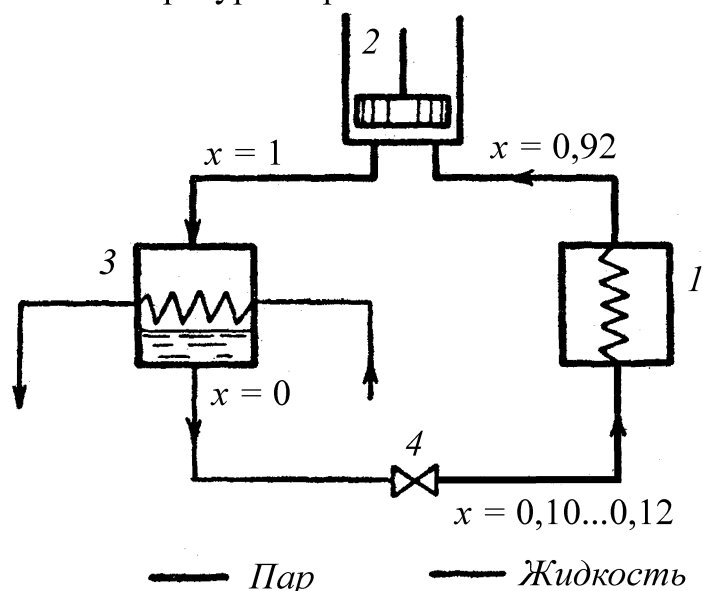 2
x = 1
x = 0,92
3
1
x = 0
4
x = 0,10...0,12
Пар
Жидкость